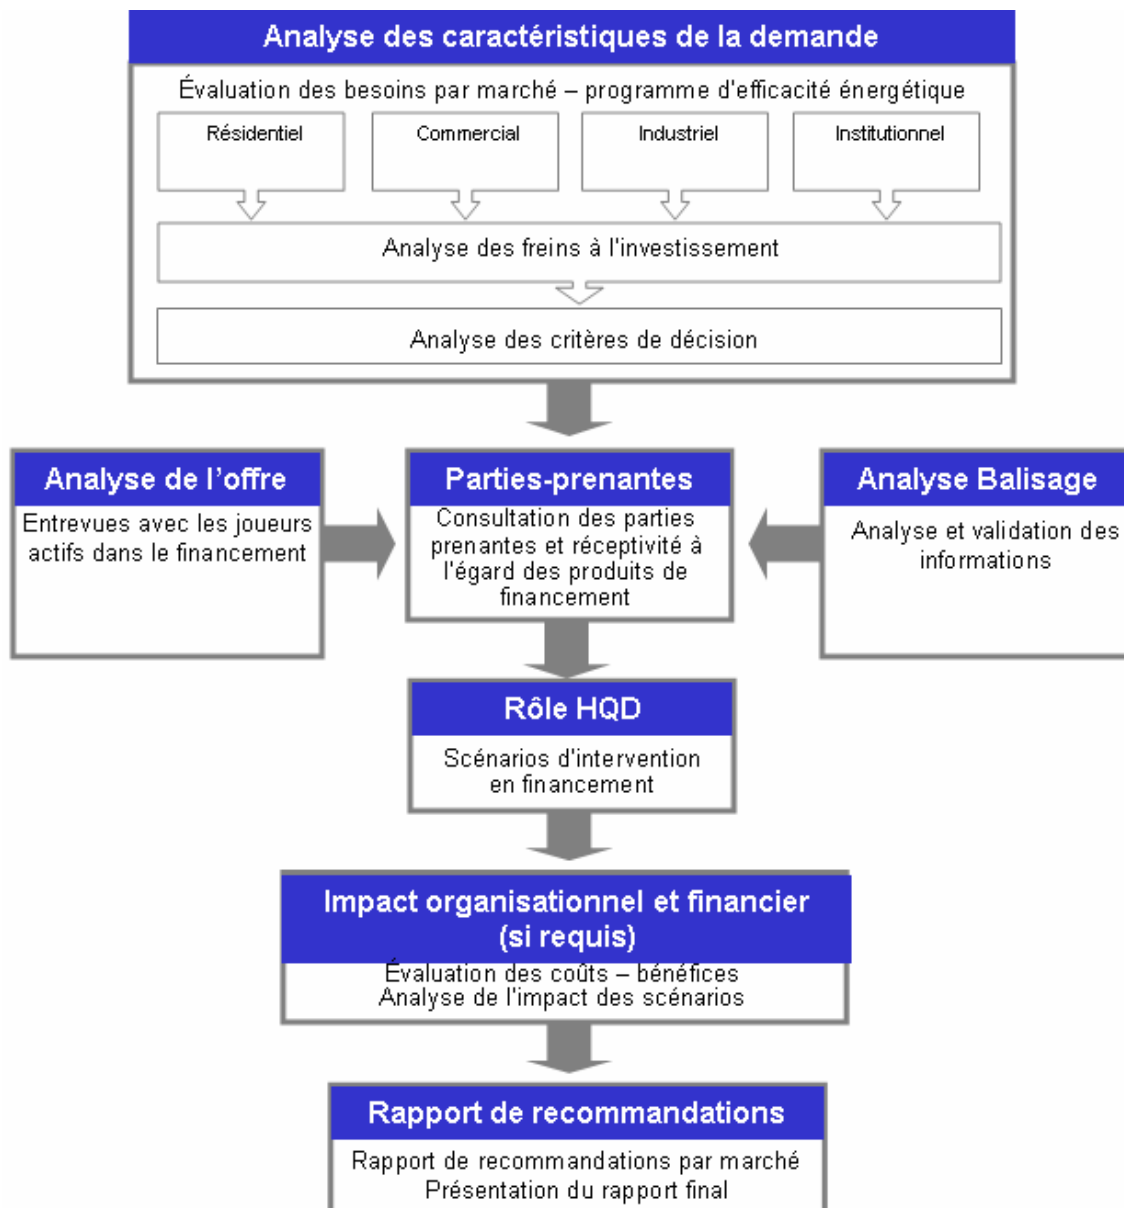 Analyse des caractéristiques de la demande
Évaluation des besoins par marché – programme d'efficacité énergétique
Résidentiel
Commercial
Industriel
Institutionnel
Analyse des freins à l'investissement
Analyse des critères de décision
Analyse de l'offre
Entrevues avec les joueurs
actifs dans le financement
Parties-prenantes
Consultation des parties
prenantes et réceptivité à
l'égard des produits de
financement
Analyse Balisage
Analyse et validation des
informations
Rôle HQD
Scénarios d'intervention
en financement
Impact organisationnel et financier
(si requis)
Évaluation des coûts – bénéfices
Analyse de l'impact des scénarios
Rapport de recommandations
Rapport de recommandations par marché
Présentation du rapport final